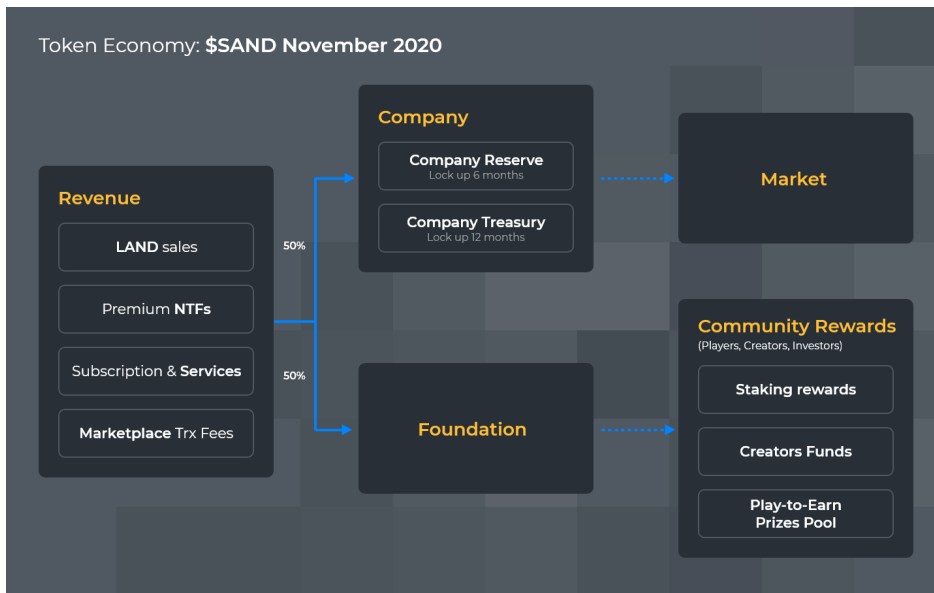 Token Economy: $SAND November 2020
Revenue
LAND sales
Premium NTFs
Subscription & Services
Marketplace Trx Fees
50%
50%
Company
Company Reserve
Lock up 6 months
Company Treasury
Lock up 12 months
Foundation
Market
Community Rewards
(Players, Creators, Investors)
Staking rewards
Creators Funds
Play-to-Earn
Prizes Pool